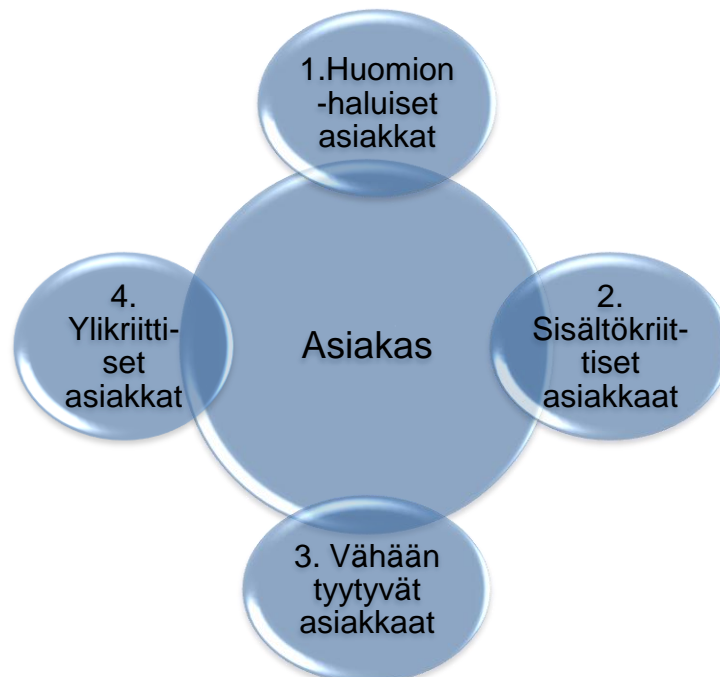 1.Huomion
-haluiset
asiakkat
4.
Ylikriitti-
set
asiakkat
Asiakas
2.
Sisältökriit-
tiset
asiakkaat
3. Vähään
tyytyvät
asiakkaat